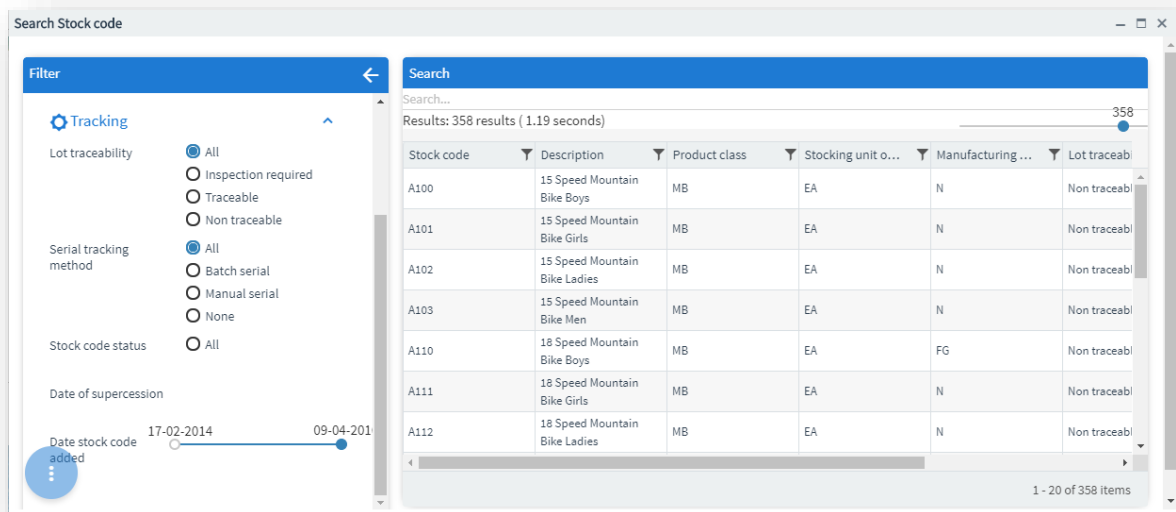 Search Stock code
Filter
Tracking
Lot traceability
All
Inspection required
Traceable
Non traceable
Serial tracking method
All
Batch serial
Manual serial
None
Stock code status
All
Date of supercession
17-02-2014
09-04-201
Date stock code added
Search
Search...
Results: 358 results ( 1.19 seconds)
358
Stock code Description Product class Stocking unit o... Manufacturing ... Lot traceabl
A100 15 Speed Mountain Bike Boys MB EA N Non traceabl
A101 15 Speed Mountain Bike Girls MB EA N Non traceabl
A102 15 Speed Mountain Bike Ladies MB EA N Non traceabl
A103 15 Speed Mountain Bike Men MB EA N Non traceabl
A110 18 Speed Mountain Bike Boys MB EA FG Non traceabl
A111 18 Speed Mountain Bike Girls MB EA N Non traceabl
A112 18 Speed Mountain Bike Ladies MB EA N Non traceabl
1 - 20 of 358 items